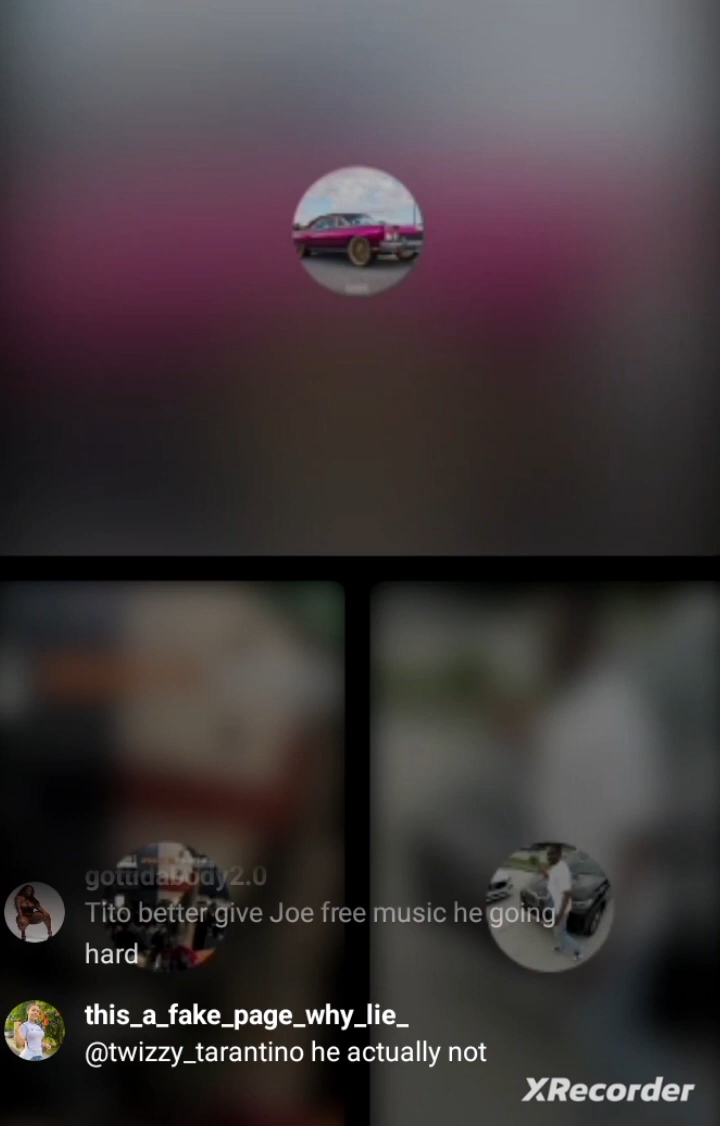 gottidabody2.0
Tito better give Joe free music he going
hard
this_a_fake_page_why_lie_
@twizzy_tarantino he actually not
XRecorder